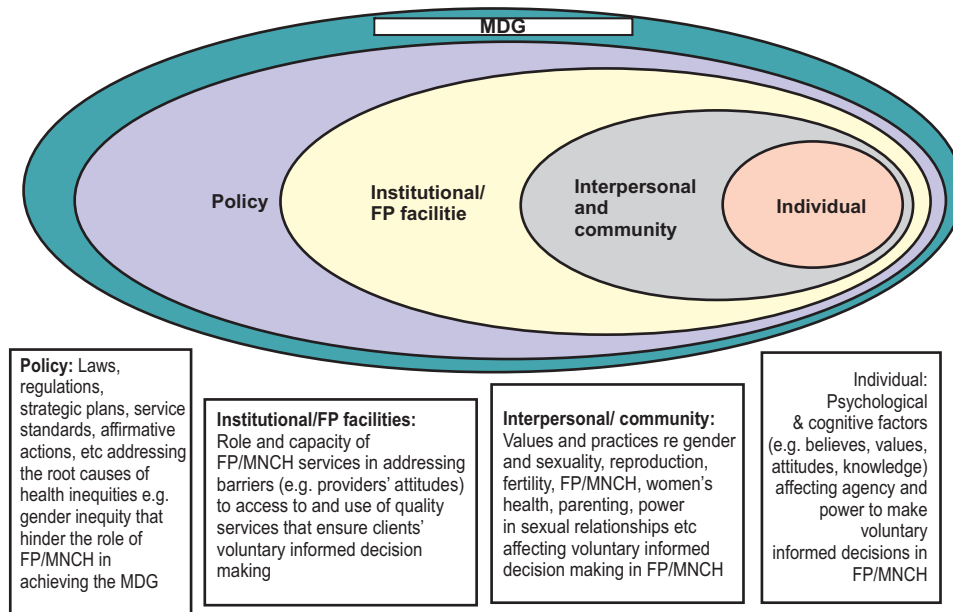 MDG
Policy
Institutional/
FP facilitie
Interpersonal
and
community
Individual
Policy: Laws,
regulations,
strategic plans, service
standards, affirmative
actions, etc addressing
the root causes of
health inequities e.g.
gender inequity that
hinder the role of
FP/MNCH in
achieving the MDG
Institutional/FP facilities:
Role and capacity of
FP/MNCH services in addressing
barriers (e.g. providers’ attitudes)
to access to and use of quality
services that ensure clients’
voluntary informed decision
making
Interpersonal/ community:
Values and practices re gender
and sexuality, reproduction,
fertility, FP/MNCH, women’s
health, parenting, power
in sexual relationships etc
affecting voluntary informed
decision making in FP/MNCH
Individual:
Psychological
& cognitive factors
(e.g. believes, values,
attitudes, knowledge)
affecting agency and
power to make
voluntary
informed decisions in
FP/MNCH